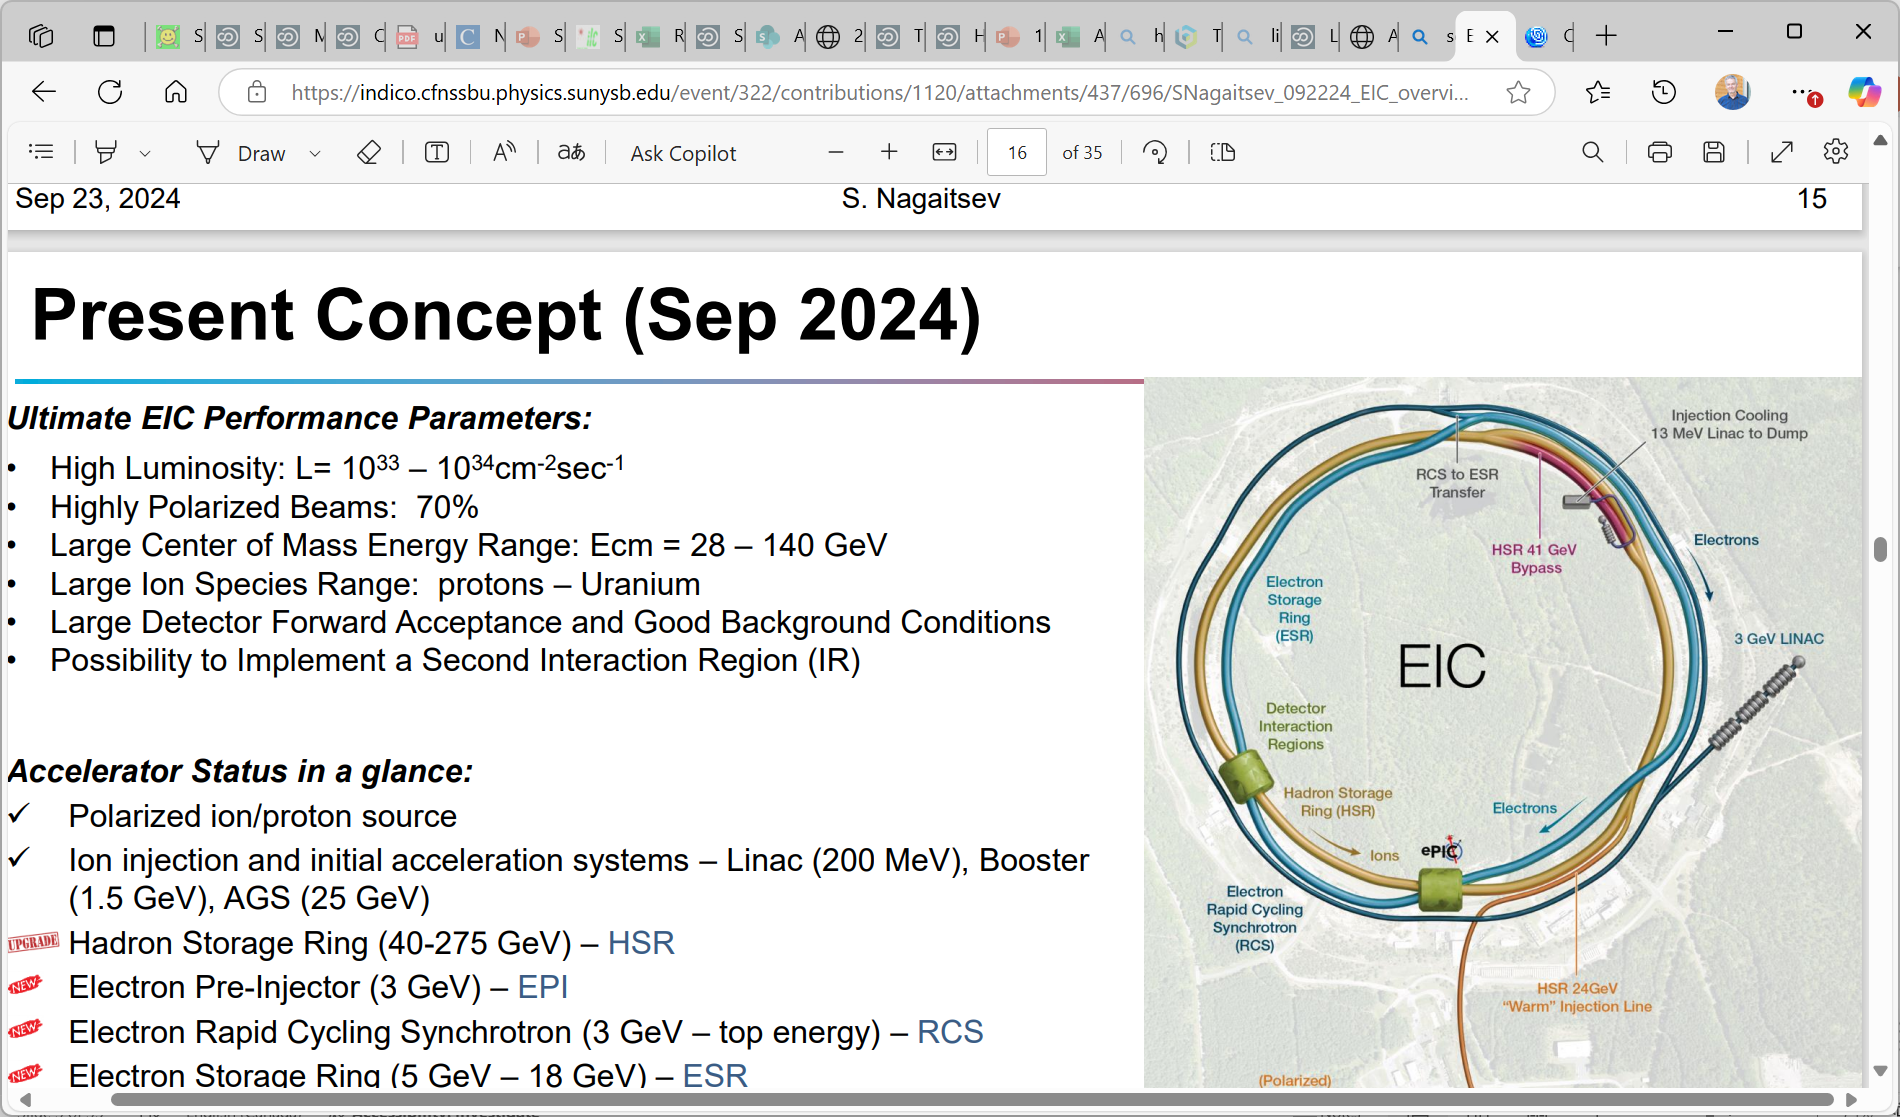 S
S
M
C
u
N
S
S
R
S
A
2
T
H
1
A
h
T
li
L
A
s
E
C
https://indico.cfnssbu.physics.sunysb.edu/event/322/contributions/1120/attachments/437/696/SNagaitsev_092224_EIC_overvi...
Draw
Ask Copilot
16 of 35
Sep 23, 2024 S. Nagaitsev 15
Present Concept (Sep 2024)
Ultimate EIC Performance Parameters:
• High Luminosity: L= 10³³ – 10³⁴cm⁻²sec⁻¹
• Highly Polarized Beams: 70%
• Large Center of Mass Energy Range: Ecm = 28 – 140 GeV
• Large Ion Species Range: protons – Uranium
• Large Detector Forward Acceptance and Good Background Conditions
• Possibility to Implement a Second Interaction Region (IR)
Accelerator Status in a glance:
✓ Polarized ion/proton source
✓ Ion injection and initial acceleration systems – Linac (200 MeV), Booster
(1.5 GeV), AGS (25 GeV)
UPGRADE Hadron Storage Ring (40-275 GeV) – HSR
NEW Electron Pre-Injector (3 GeV) – EPI
NEW Electron Rapid Cycling Synchrotron (3 GeV – top energy) – RCS
NEW Electron Storage Ring (5 GeV – 18 GeV) – ESR
Injection Cooling
13 MeV Linac to Dump
RCS to ESR
Transfer
HSR 41 GeV
Bypass
Electrons
Electron
Storage
Ring
(ESR)
EIC
3 GeV LINAC
Detector
Interaction
Regions
Hadron Storage
Ring (HSR)
Electrons
Ions
ePIC
Electron
Rapid Cycling
Synchrotron
(RCS)
HSR 24GeV
"Warm" Injection Line
(Polarized)